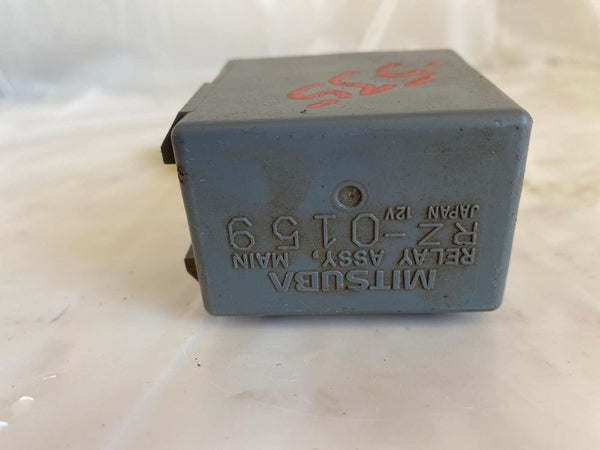 MITSUBA
RELAY ASSY, MAIN
RZ-0159
JAPAN 12V